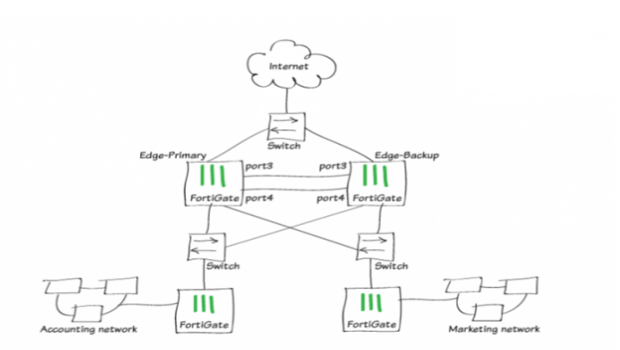 Internet
Switch
Edge-Primary
Edge-Backup
port3
port3
FortiGate
port4
port4
FortiGate
Switch
Switch
Accounting network
FortiGate
FortiGate
Marketing network